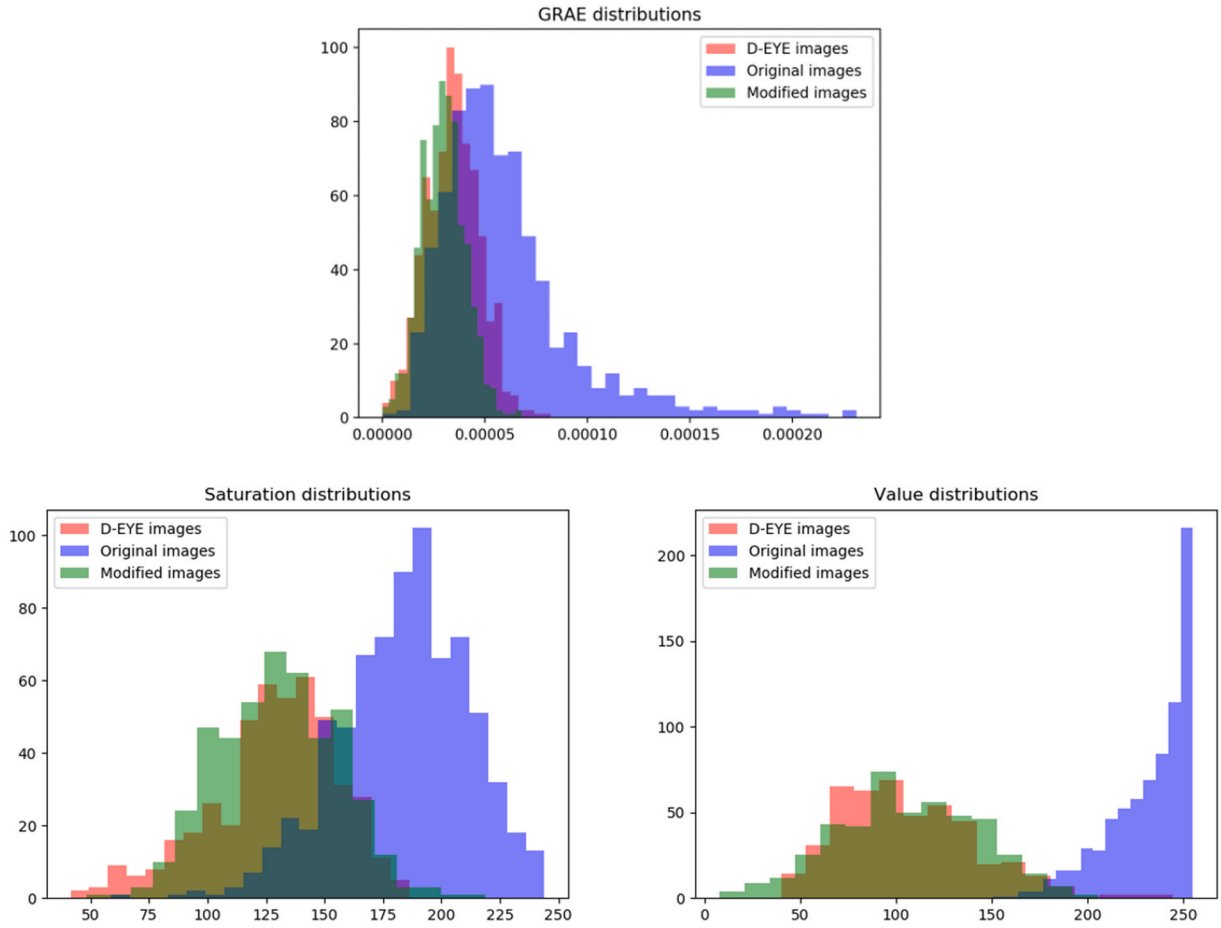 GRAE distributions
D-EYE images
Original images
Modified images
100
80
60
40
20
0
0.00000 0.00005 0.00010 0.00015 0.00020
Saturation distributions
D-EYE images
Original images
Modified images
100
80
60
40
20
0
50 75 100 125 150 175 200 225 250
Value distributions
D-EYE images
Original images
Modified images
200
150
100
50
0
0 50 100 150 200 250